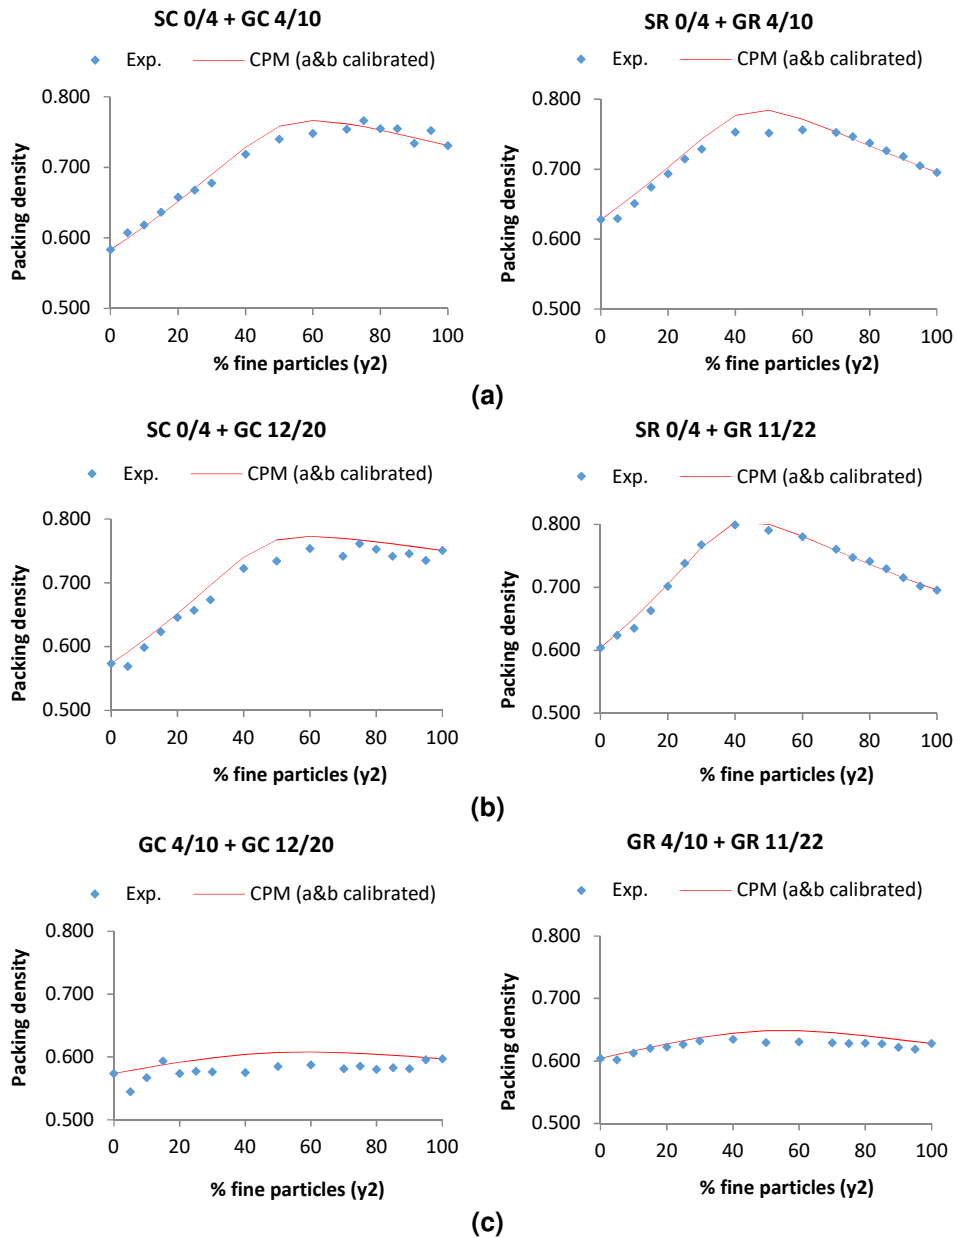 SC 0/4 + GC 4/10
Exp. CPM (a&b calibrated)
Packing density
0.800
0.700
0.600
0.500
0 20 40 60 80 100
% fine particles (y2)
SR 0/4 + GR 4/10
Exp. CPM (a&b calibrated)
Packing density
0.800
0.700
0.600
0.500
0 20 40 60 80 100
% fine particles (y2)
(a)
SC 0/4 + GC 12/20
Exp. CPM (a&b calibrated)
Packing density
0.800
0.700
0.600
0.500
0 20 40 60 80 100
% fine particles (y2)
SR 0/4 + GR 11/22
Exp. CPM (a&b calibrated)
Packing density
0.800
0.700
0.600
0.500
0 20 40 60 80 100
% fine particles (y2)
(b)
GC 4/10 + GC 12/20
Exp. CPM (a&b calibrated)
Packing density
0.800
0.700
0.600
0.500
0 20 40 60 80 100
% fine particles (y2)
GR 4/10 + GR 11/22
Exp. CPM (a&b calibrated)
Packing density
0.800
0.700
0.600
0.500
0 20 40 60 80 100
% fine particles (y2)
(c)